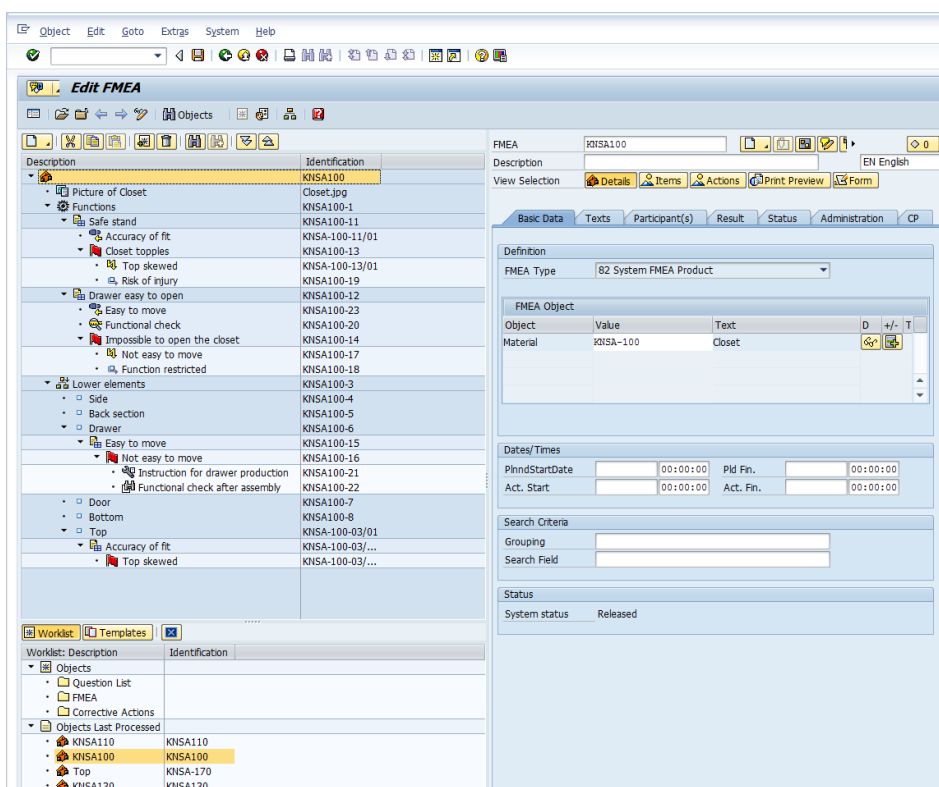 Object Edit Goto Extras System Help
Edit FMEA
Objects
Description Identification
KNSA100
Picture of Closet Closet.jpg
Functions KNSA100-1
Safe stand KNSA100-11
Accuracy of fit KNSA-100-11/01
Closet topples KNSA100-13
Top skewed KNSA-100-13/01
Risk of injury KNSA100-19
Drawer easy to open KNSA100-12
Easy to move KNSA100-23
Functional check KNSA100-20
Impossible to open the closet KNSA100-14
Not easy to move KNSA100-17
Function restricted KNSA100-18
Lower elements KNSA100-3
Side KNSA100-4
Back section KNSA100-5
Drawer KNSA100-6
Easy to move KNSA100-15
Not easy to move KNSA100-16
Instruction for drawer production KNSA100-21
Functional check after assembly KNSA100-22
Door KNSA100-7
Bottom KNSA100-8
Top KNSA-100-03/01
Accuracy of fit KNSA-100-03/...
Top skewed KNSA-100-03/...
Worklist Templates
Worklist: Description Identification
Objects
Question List
FMEA
Corrective Actions
Objects Last Processed
KNSA110 KNSA110
KNSA100 KNSA100
Top KNSA-170
KNSA130 KNSA130
FMEA KNSA100 0
Description EN English
View Selection Details Items Actions Print Preview Form
Basic Data Texts Participant(s) Result Status Administration CP
Definition
FMEA Type 82 System FMEA Product
FMEA Object
Object Value Text D +/- T
Material KNSA-100 Closet
Dates/Times
PlnndStartDate 00:00:00 Pld Fin. 00:00:00
Act. Start 00:00:00 Act. Fin. 00:00:00
Search Criteria
Grouping
Search Field
Status
System status Released